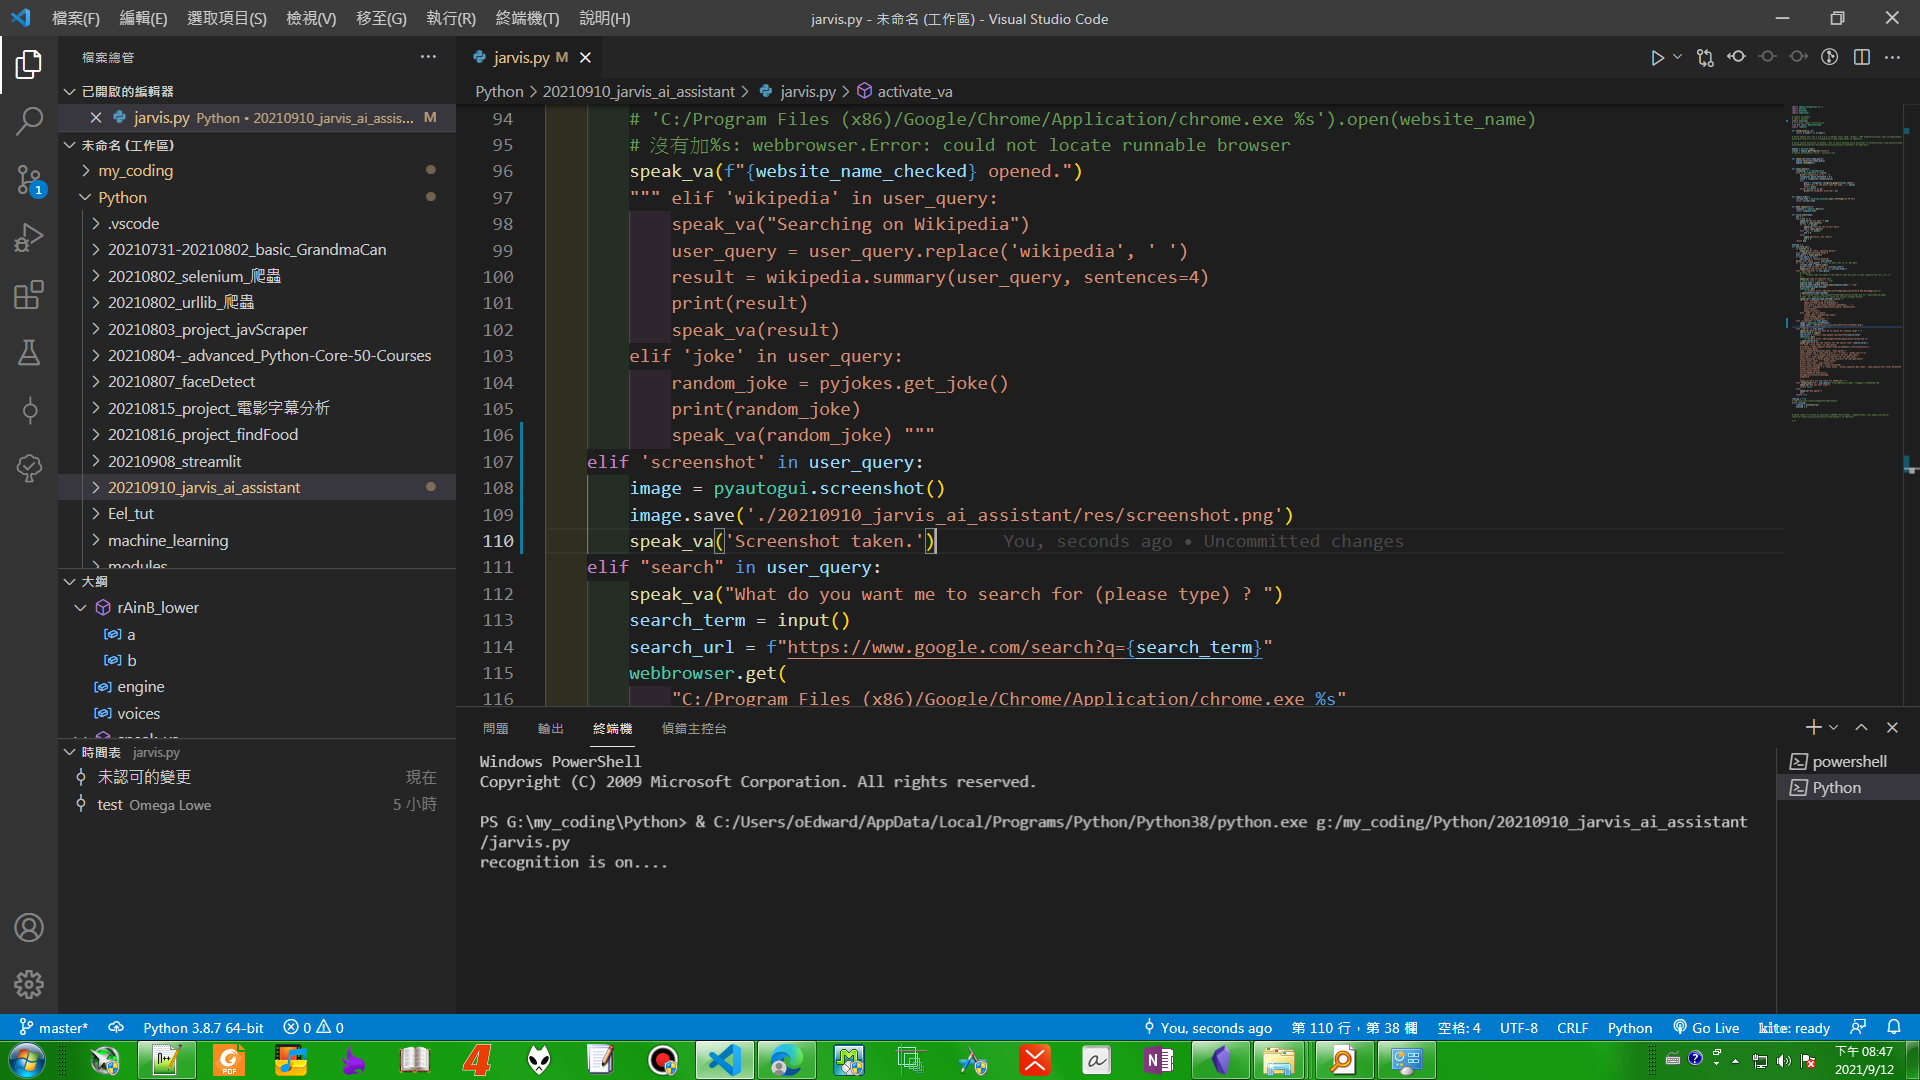 檔案(F) 編輯(E) 選取項目(S) 檢視(V) 移至(G) 執行(R) 終端機(T) 說明(H)
jarvis.py - 未命名 (工作區) - Visual Studio Code
檔案總管
已開啟的編輯器
jarvis.py Python • 20210910_jarvis_ai_assis... M
未命名 (工作區)
my_coding
Python
.vscode
20210731-20210802_basic_GrandmaCan
20210802_selenium_爬蟲
20210802_urllib_爬蟲
20210803_project_javScraper
20210804-_advanced_Python-Core-50-Courses
20210807_faceDetect
20210815_project_電影字幕分析
20210816_project_findFood
20210908_streamlit
20210910_jarvis_ai_assistant
Eel_tut
machine_learning
modules
大綱
rAinB_lower
a
b
engine
voices
時間表 jarvis.py
未認可的變更 現在
test Omega Lowe 5 小時
1
jarvis.py M
Python > 20210910_jarvis_ai_assistant > jarvis.py > activate_va
94 # 'C:/Program Files (x86)/Google/Chrome/Application/chrome.exe %s').open(website_name)
95 # 沒有加%s: webbrowser.Error: could not locate runnable browser
96 speak_va(f"{website_name_checked} opened.")
97 """ elif 'wikipedia' in user_query:
98 speak_va("Searching on Wikipedia")
99 user_query = user_query.replace('wikipedia', ' ')
100 result = wikipedia.summary(user_query, sentences=4)
101 print(result)
102 speak_va(result)
103 elif 'joke' in user_query:
104 random_joke = pyjokes.get_joke()
105 print(random_joke)
106 speak_va(random_joke) """
107 elif 'screenshot' in user_query:
108 image = pyautogui.screenshot()
109 image.save('./20210910_jarvis_ai_assistant/res/screenshot.png')
110 speak_va('Screenshot taken.') You, seconds ago • Uncommitted changes
111 elif "search" in user_query:
112 speak_va("What do you want me to search for (please type) ? ")
113 search_term = input()
114 search_url = f"https://www.google.com/search?q={search_term}"
115 webbrowser.get(
116 "C:/Program Files (x86)/Google/Chrome/Application/chrome.exe %s"
問題 輸出 終端機 偵錯主控台
Windows PowerShell
Copyright (C) 2009 Microsoft Corporation. All rights reserved.
PS G:\my_coding\Python> & C:/Users/oEdward/AppData/Local/Programs/Python/Python38/python.exe g:/my_coding/Python/20210910_jarvis_ai_assistant
/jarvis.py
recognition is on....
powershell
Python
master* Python 3.8.7 64-bit 0 0 You, seconds ago 第 110 行，第 38 欄 空格: 4 UTF-8 CRLF Python Go Live kite: ready
下午 08:47
2021/9/12